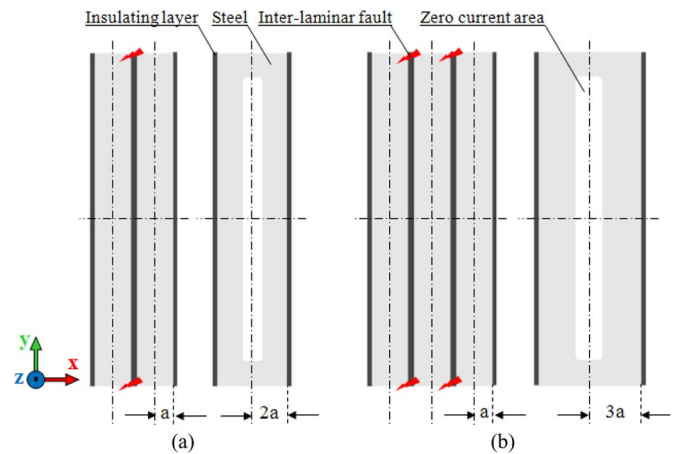 Insulating layer Steel Inter-laminar fault Zero current area
y
x
z
a 2a a 3a
(a) (b)